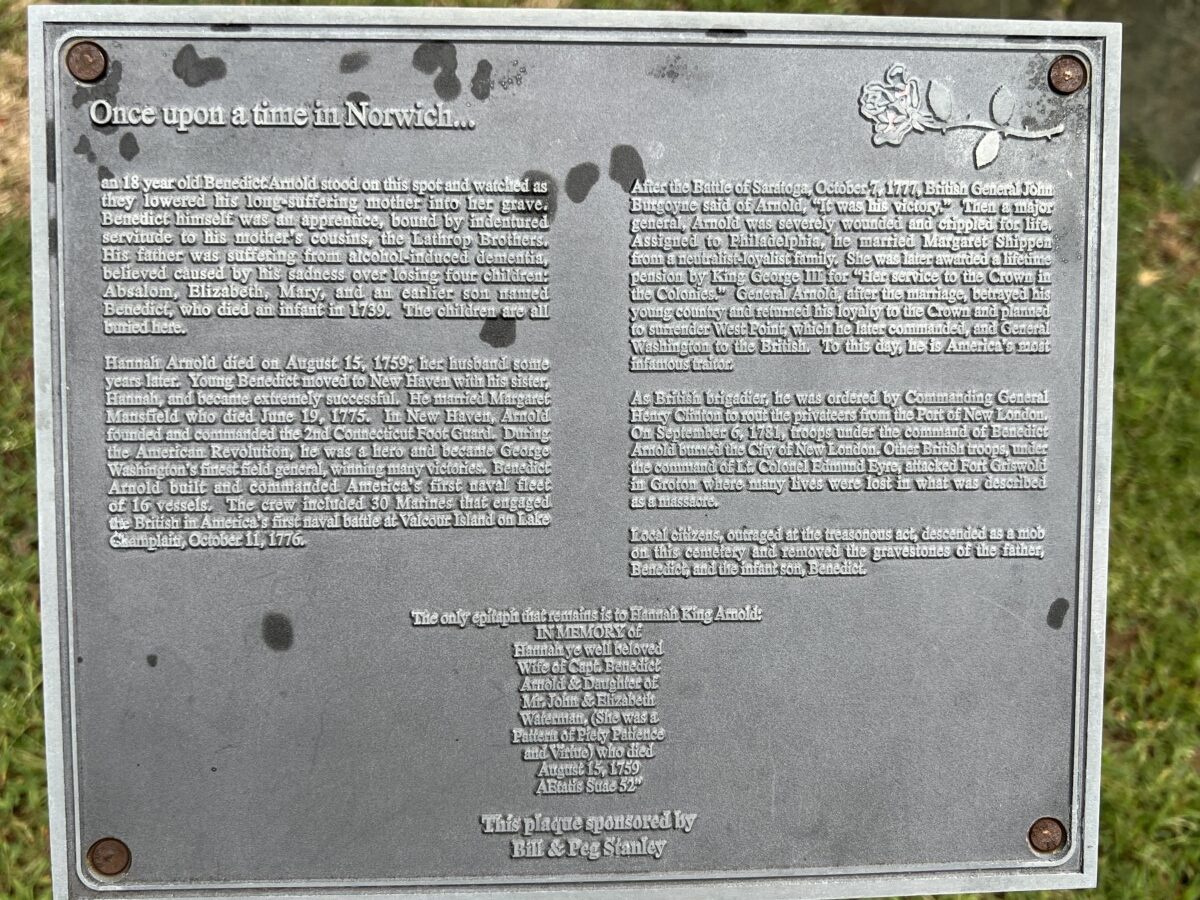 Once upon a time in Norwich...
an 18 year old Benedict Arnold stood on this spot and watched as
they lowered his long-suffering mother into her grave.
Benedict himself was an apprentice, bound by indentured
servitude to his mother's cousins, the Lathrop Brothers.
His father was suffering from alcohol-induced dementia,
believed caused by his sadness over losing four children:
Absalom, Elizabeth, Mary, and an earlier son named
Benedict, who died an infant in 1739. The children are all
buried here.
Hannah Arnold died on August 15, 1759; her husband some
years later. Young Benedict moved to New Haven with his sister,
Hannah, and became extremely successful. He married Margaret
Mansfield who died June 19, 1775. In New Haven, Arnold
founded and commanded the 2nd Connecticut Foot Guard. During
the American Revolution, he was a hero and became George
Washington's finest field general, winning many victories. Benedict
Arnold built and commanded America's first naval fleet
of 16 vessels. The crew included 30 Marines that engaged
the British in America's first naval battle at Valcour Island on Lake
Champlain, October 11, 1776.
After the Battle of Saratoga, October 7, 1777, British General John
Burgoyne said of Arnold, "It was his victory." Then a major
general, Arnold was severely wounded and crippled for life.
Assigned to Philadelphia, he married Margaret Shippen
from a neutralist-loyalist family. She was later awarded a lifetime
pension by King George III for "Her service to the Crown in
the Colonies." General Arnold, after the marriage, betrayed his
young country and returned his loyalty to the Crown and planned
to surrender West Point, which he later commanded, and General
Washington to the British. To this day, he is America's most
infamous traitor.
As British brigadier, he was ordered by Commanding General
Henry Clinton to rout the privateers from the Port of New London.
On September 6, 1781, troops under the command of Benedict
Arnold burned the City of New London. Other British troops, under
the command of Lt. Colonel Edmund Eyre, attacked Fort Griswold
in Groton where many lives were lost in what was described
as a massacre.
Local citizens, outraged at the treasonous act, descended as a mob
on this cemetery and removed the gravestones of the father,
Benedict, and the infant son, Benedict.
The only epitaph that remains is to Hannah King Arnold:
IN MEMORY of
Hannah ye well beloved
Wife of Capt. Benedict
Arnold & Daughter of
Mr. John & Elizabeth
Waterman, (She was a
Pattern of Piety Patience
and Virtue) who died
August 15, 1759
AEtatis Suae 52"
This plaque sponsored by
Bill & Peg Stanley